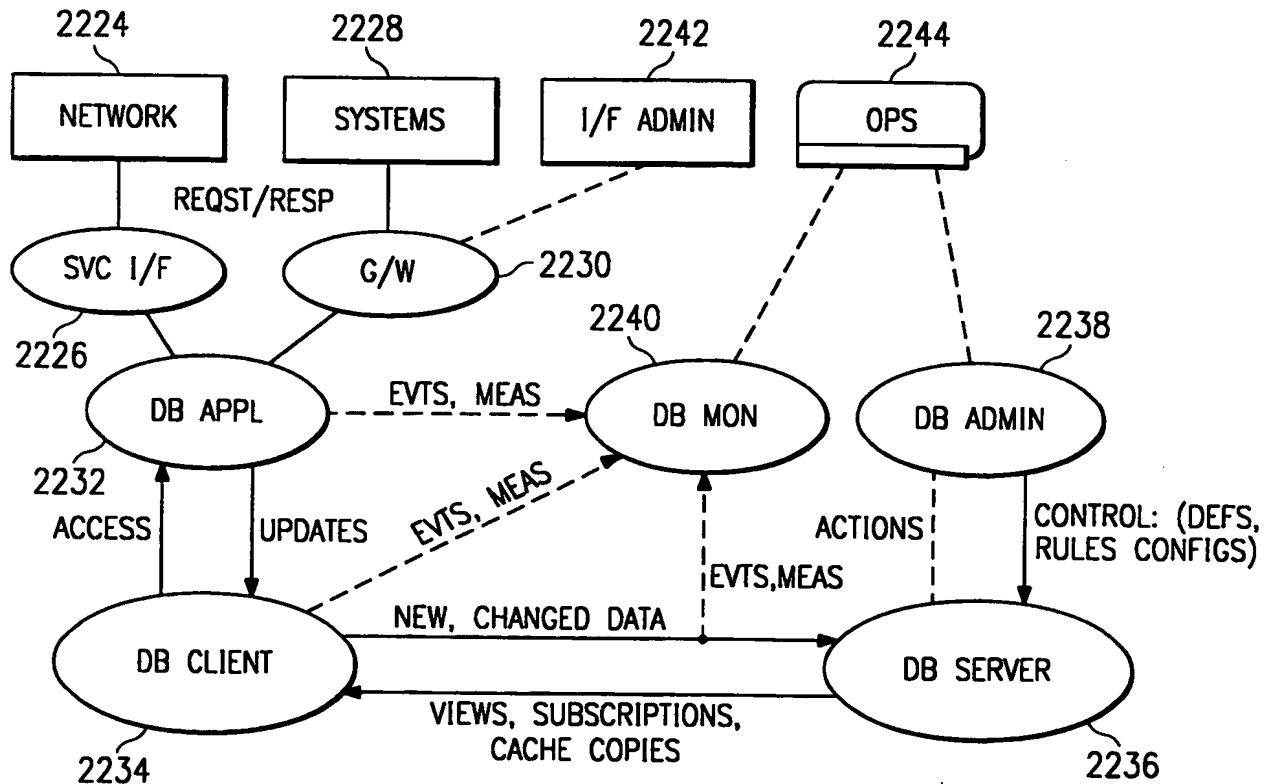 2224
2228
2242
2244
NETWORK
SYSTEMS
I/F ADMIN
OPS
REQST/RESP
SVC I/F
G/W
2230
2226
2240
2238
DB APPL
EVTS, MEAS
DB MON
DB ADMIN
2232
ACCESS
UPDATES
EVTS, MEAS
ACTIONS
CONTROL: (DEFS,
RULES CONFIGS)
EVTS,MEAS
NEW, CHANGED DATA
DB CLIENT
DB SERVER
VIEWS, SUBSCRIPTIONS,
CACHE COPIES
2234
2236